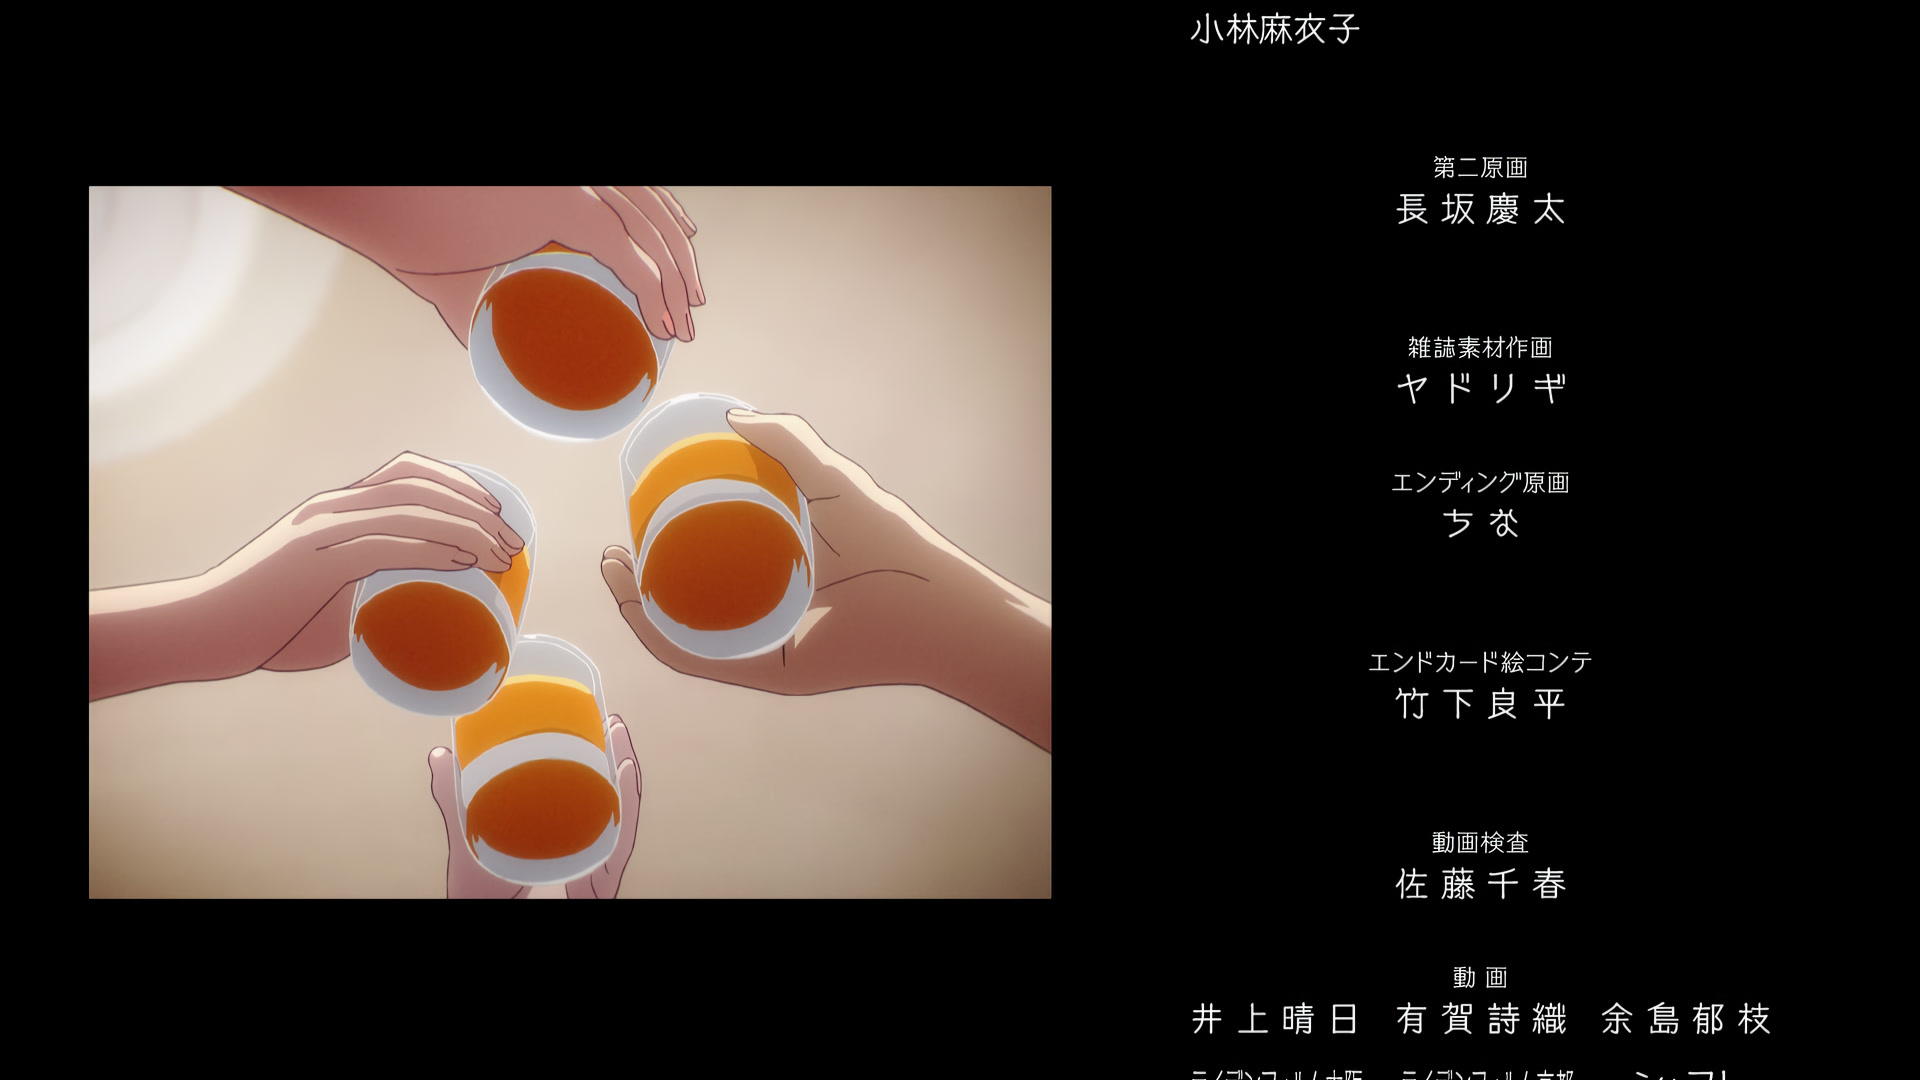 小林麻衣子
第二原画
長坂慶太
雑誌素材作画
ヤドリギ
エンディング原画
ちな
エンドカード絵コンテ
竹下良平
動画検査
佐藤千春
動画
井上晴日 有賀詩織 余島郁枝